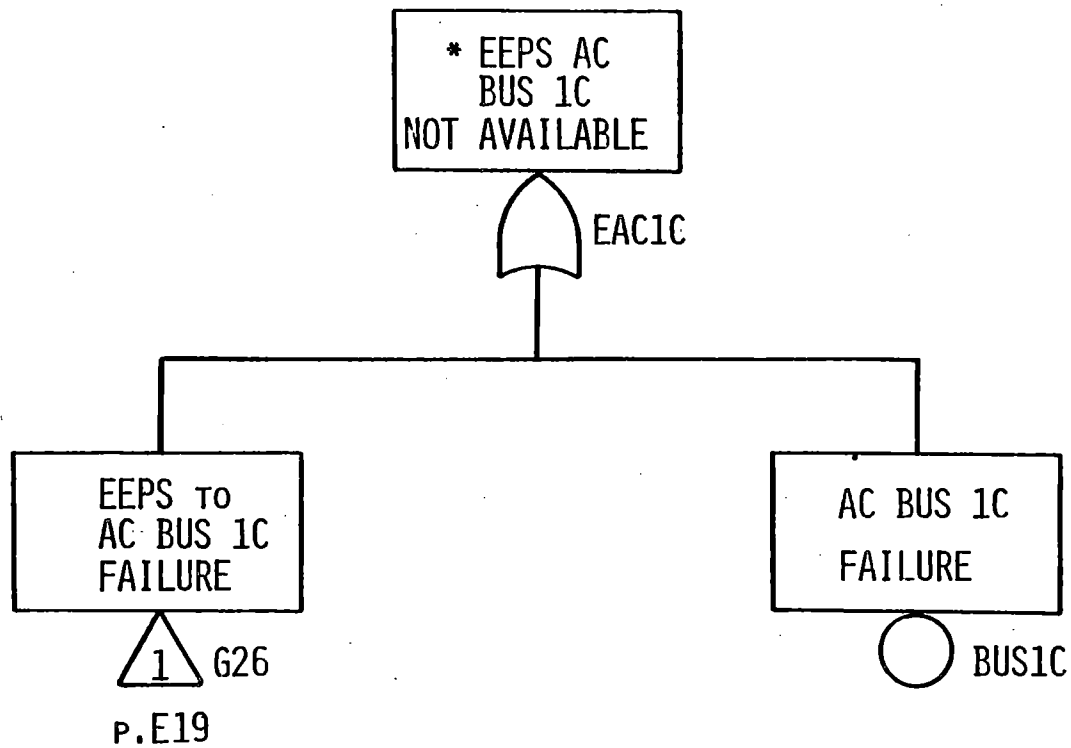 * EEPS AC
BUS 1C
NOT AVAILABLE
EAC1C
EEPS TO
AC BUS 1C
FAILURE
1
G26
P.E19
AC BUS 1C
FAILURE
BUS1C